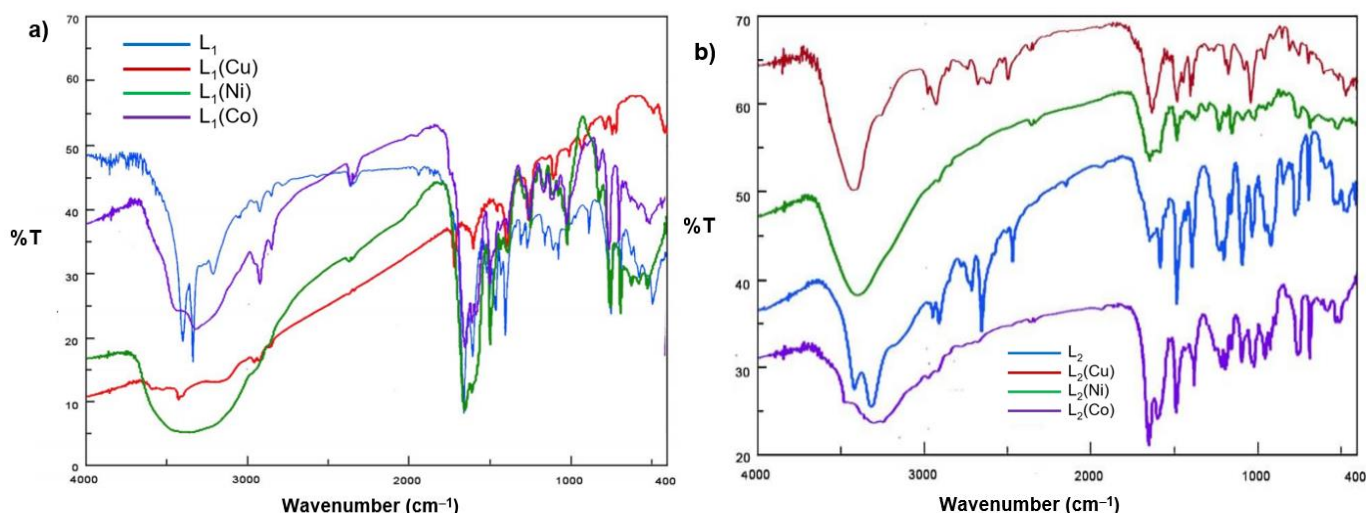 a)
L₁
L₁(Cu)
L₁(Ni)
L₁(Co)
70
60
50
40
30
20
10
0
%T
4000
3000
2000
1000
400
Wavenumber (cm⁻¹)
b)
70
60
50
40
30
20
%T
L₂
L₂(Cu)
L₂(Ni)
L₂(Co)
4000
3000
2000
1000
400
Wavenumber (cm⁻¹)